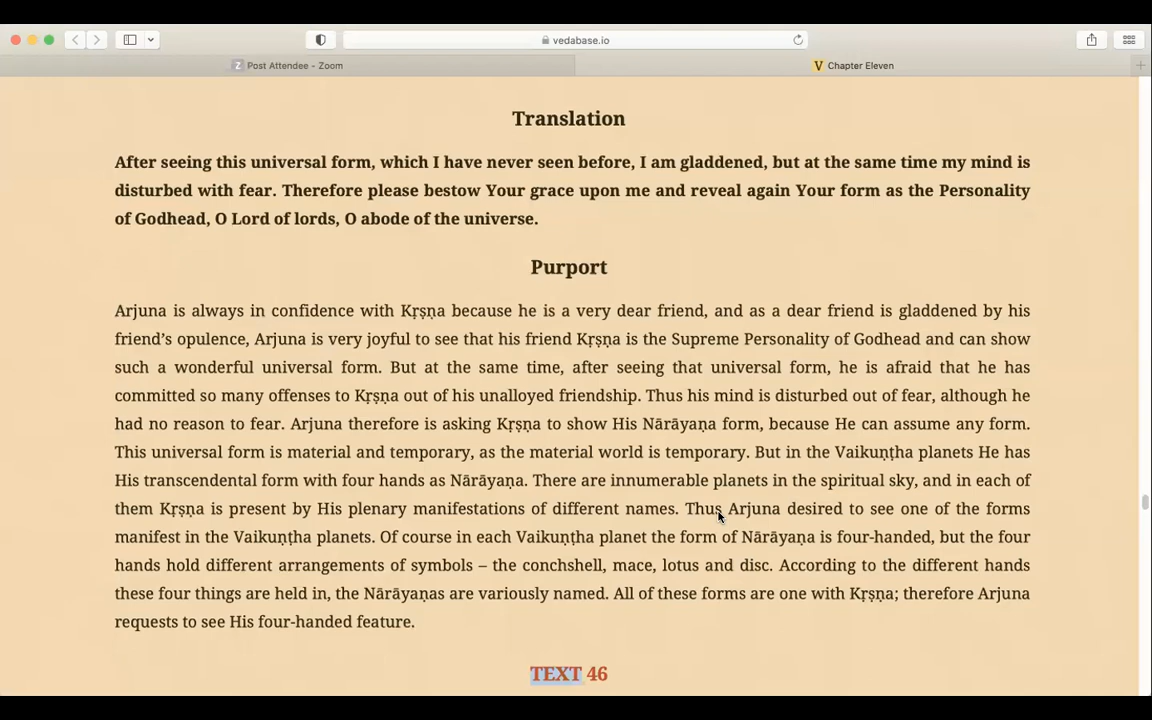 vedabase.io
Post Attendee - Zoom
Chapter Eleven
Translation
After seeing this universal form, which I have never seen before, I am gladdened, but at the same time my mind is
disturbed with fear. Therefore please bestow Your grace upon me and reveal again Your form as the Personality
of Godhead, O Lord of lords, O abode of the universe.
Purport
Arjuna is always in confidence with Kṛṣṇa because he is a very dear friend, and as a dear friend is gladdened by his
friend’s opulence, Arjuna is very joyful to see that his friend Kṛṣṇa is the Supreme Personality of Godhead and can show
such a wonderful universal form. But at the same time, after seeing that universal form, he is afraid that he has
committed so many offenses to Kṛṣṇa out of his unalloyed friendship. Thus his mind is disturbed out of fear, although he
had no reason to fear. Arjuna therefore is asking Kṛṣṇa to show His Nārāyaṇa form, because He can assume any form.
This universal form is material and temporary, as the material world is temporary. But in the Vaikuṇṭha planets He has
His transcendental form with four hands as Nārāyaṇa. There are innumerable planets in the spiritual sky, and in each of
them Kṛṣṇa is present by His plenary manifestations of different names. Thus Arjuna desired to see one of the forms
manifest in the Vaikuṇṭha planets. Of course in each Vaikuṇṭha planet the form of Nārāyaṇa is four-handed, but the four
hands hold different arrangements of symbols – the conchshell, mace, lotus and disc. According to the different hands
these four things are held in, the Nārāyaṇas are variously named. All of these forms are one with Kṛṣṇa; therefore Arjuna
requests to see His four-handed feature.
TEXT 46